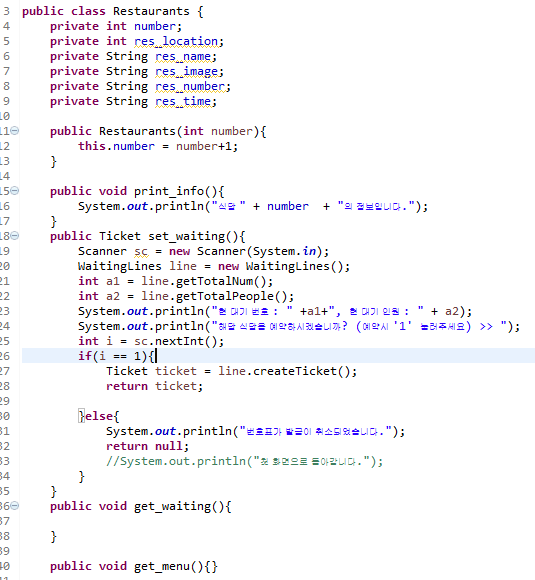 3 public class Restaurants {
4 private int number;
5 private int res_location;
6 private String res_name;
7 private String res_image;
8 private String res_number;
9 private String res_time;
10
11 public Restaurants(int number){
12 this.number = number+1;
13 }
14
15 public void print_info(){
16 System.out.println("식당 " + number + "의 정보입니다.");
17 }
18 public Ticket set_waiting(){
19 Scanner sc = new Scanner(System.in);
20 WaitingLines line = new WaitingLines();
21 int a1 = line.getTotalNum();
22 int a2 = line.getTotalPeople();
23 System.out.println("현 대기 번호 : " +a1+", 현 대기 인원 : " + a2);
24 System.out.println("해당 식당을 예약하시겠습니까? (예약시 '1' 눌러주세요) >> ");
25 int i = sc.nextInt();
26 if(i == 1){
27 Ticket ticket = line.createTicket();
28 return ticket;
29
30 }else{
31 System.out.println("번호표가 발급이 취소되었습니다.");
32 return null;
33 //System.out.println("첫 화면으로 돌아갑니다.");
34 }
35 }
36 public void get_waiting(){
37
38 }
39
40 public void get_menu(){}